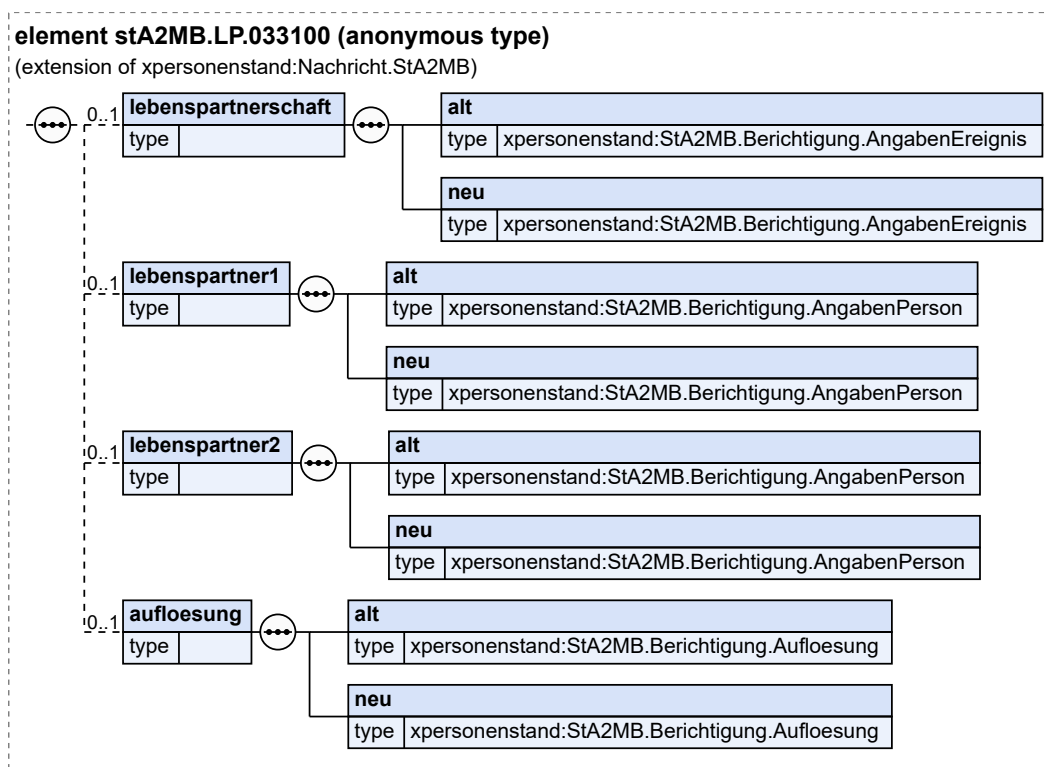 element stA2MB.LP.033100 (anonymous type)
(extension of xpersonenstand:Nachricht.StA2MB)
0..1
lebenspartnerschaft
type
alt
type xpersonenstand:StA2MB.Berichtigung.AngabenEreignis
neu
type xpersonenstand:StA2MB.Berichtigung.AngabenEreignis
0..1
lebenspartner1
type
alt
type xpersonenstand:StA2MB.Berichtigung.AngabenPerson
neu
type xpersonenstand:StA2MB.Berichtigung.AngabenPerson
0..1
lebenspartner2
type
alt
type xpersonenstand:StA2MB.Berichtigung.AngabenPerson
neu
type xpersonenstand:StA2MB.Berichtigung.AngabenPerson
0..1
aufloesung
type
alt
type xpersonenstand:StA2MB.Berichtigung.Aufloesung
neu
type xpersonenstand:StA2MB.Berichtigung.Aufloesung